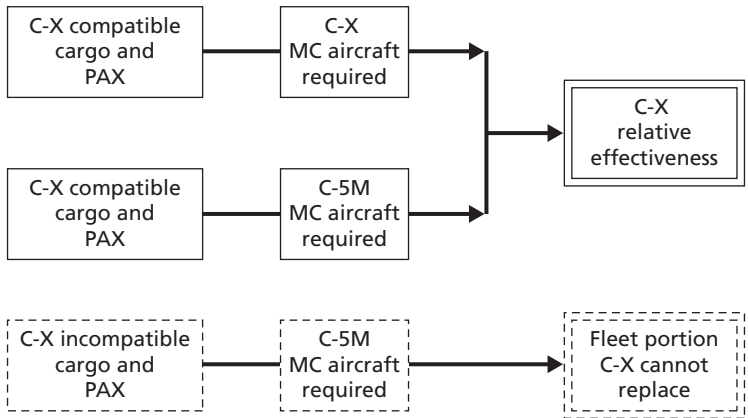 C-X compatible
cargo and
PAX
C-X
MC aircraft
required
C-X
relative
effectiveness
C-X compatible
cargo and
PAX
C-5M
MC aircraft
required
C-X incompatible
cargo and
PAX
C-5M
MC aircraft
required
Fleet portion
C-X cannot
replace